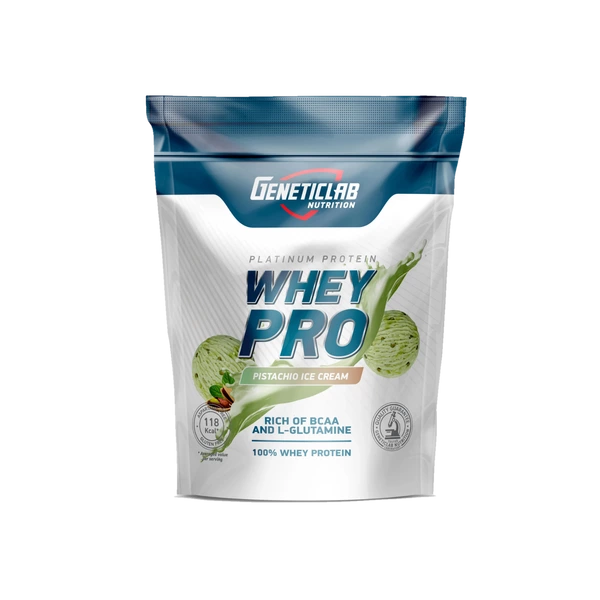 GENETICLAB
NUTRITION
PLATINUM PROTEIN
WHEY
PRO
PISTACHIO ICE CREAM
RICH OF BCAA
AND L-GLUTAMINE
100% WHEY PROTEIN
118
Kcal*